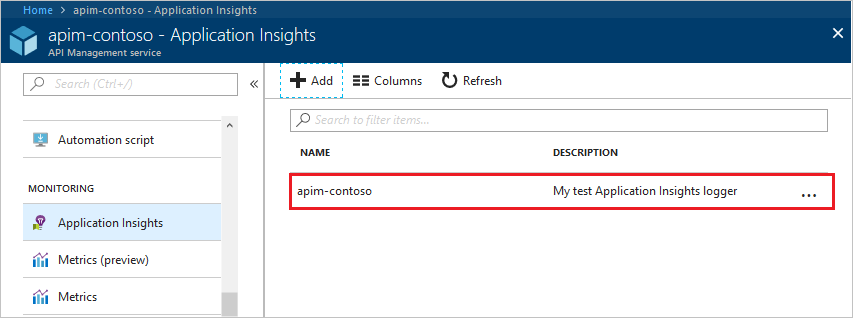 Home > apim-contoso - Application Insights
apim-contoso - Application Insights
API Management service
Search (Ctrl+/)
Automation script
MONITORING
Application Insights
Metrics (preview)
Metrics
Add Columns Refresh
Search to filter items...
NAME DESCRIPTION
apim-contoso My test Application Insights logger ...